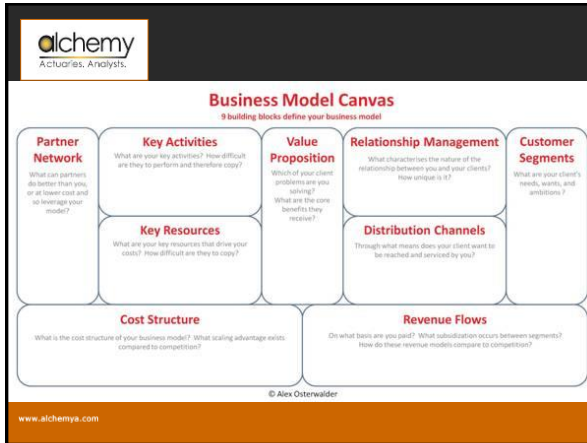 alchemy
Actuaries. Analysts.
Business Model Canvas
9 building blocks define your business model
Partner
Network
What can partners
do better than you,
or at lower cost and
so leverage your
model?
Key Activities
What are your key activities?  How difficult
are they to perform and therefore copy?
Key Resources
What are your key resources that drive your
costs?  How difficult are they to copy?
Value
Proposition
Which of your client
problems are you
solving?
What are the core
benefits they
receive?
Relationship Management
What characterises the nature of the
relationship between you and your clients?
How unique is it?
Distribution Channels
Through what means does your client want to
be reached and serviced by you?
Customer
Segments
What are your client's
needs, wants, and
ambitions ?
Cost Structure
What is the cost structure of your business model?  What scaling advantage exists
compared to competition?
Revenue Flows
On what basis are you paid?  What subsidization occurs between segments?
How do these revenue models compare to competition?
© Alex Osterwalder
www.alchemya.com